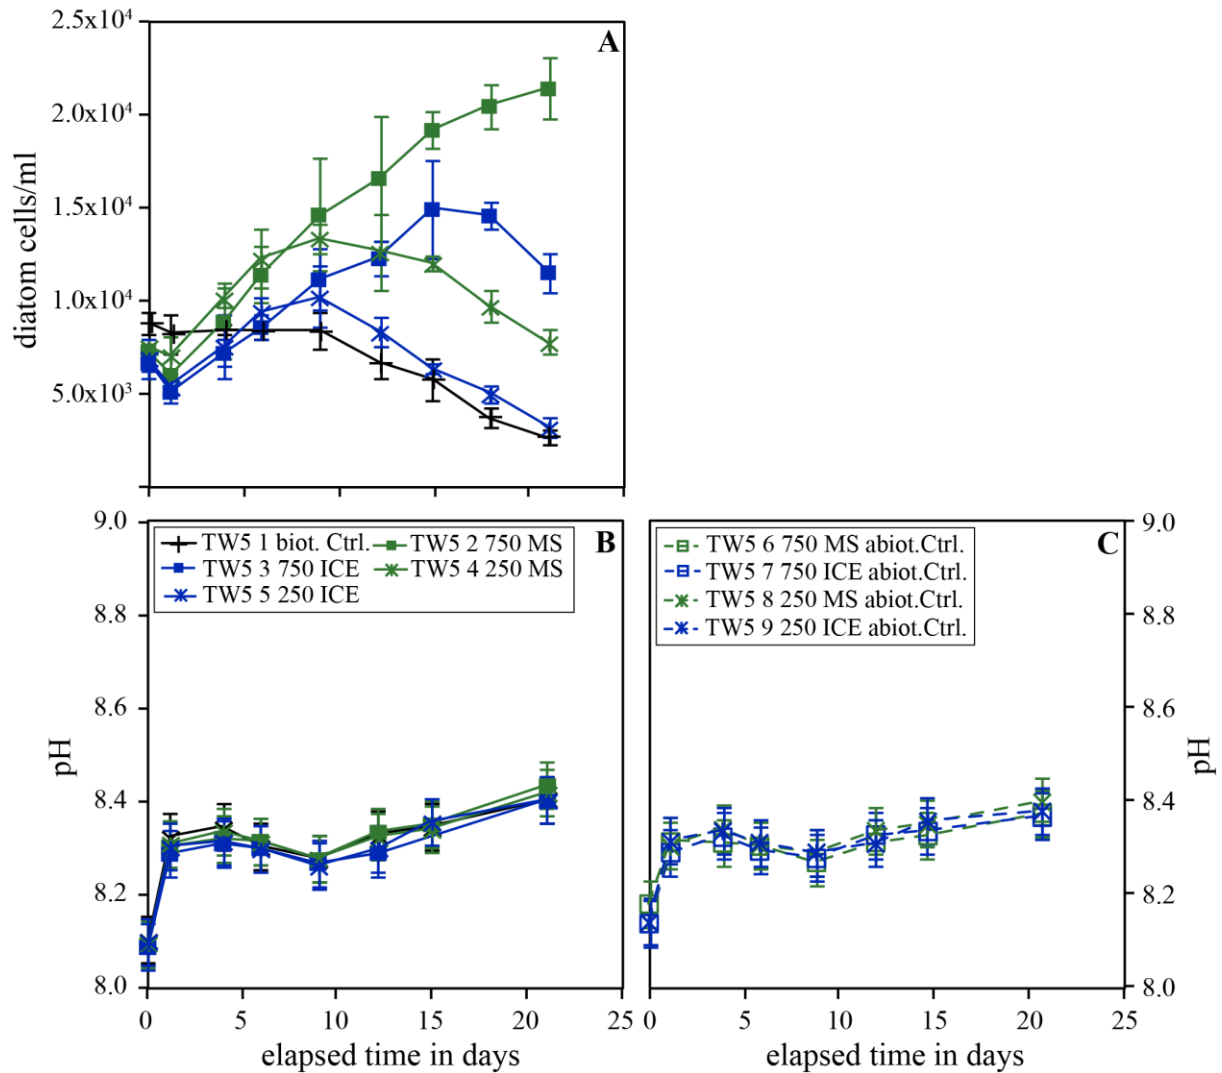 A
2.5x10⁴
2.0x10⁴
1.5x10⁴
1.0x10⁴
5.0x10³
diatom cells/ml
B
TW5 1 biot. Ctrl. TW5 2 750 MS
TW5 3 750 ICE TW5 4 250 MS
TW5 5 250 ICE
9.0
8.8
8.6
8.4
8.2
8.0
pH
0 5 10 15 20 25
elapsed time in days
C
TW5 6 750 MS abiot.Ctrl.
TW5 7 750 ICE abiot.Ctrl.
TW5 8 250 MS abiot.Ctrl.
TW5 9 250 ICE abiot.Ctrl.
9.0
8.8
8.6
8.4
8.2
8.0
pH
0 5 10 15 20 25
elapsed time in days